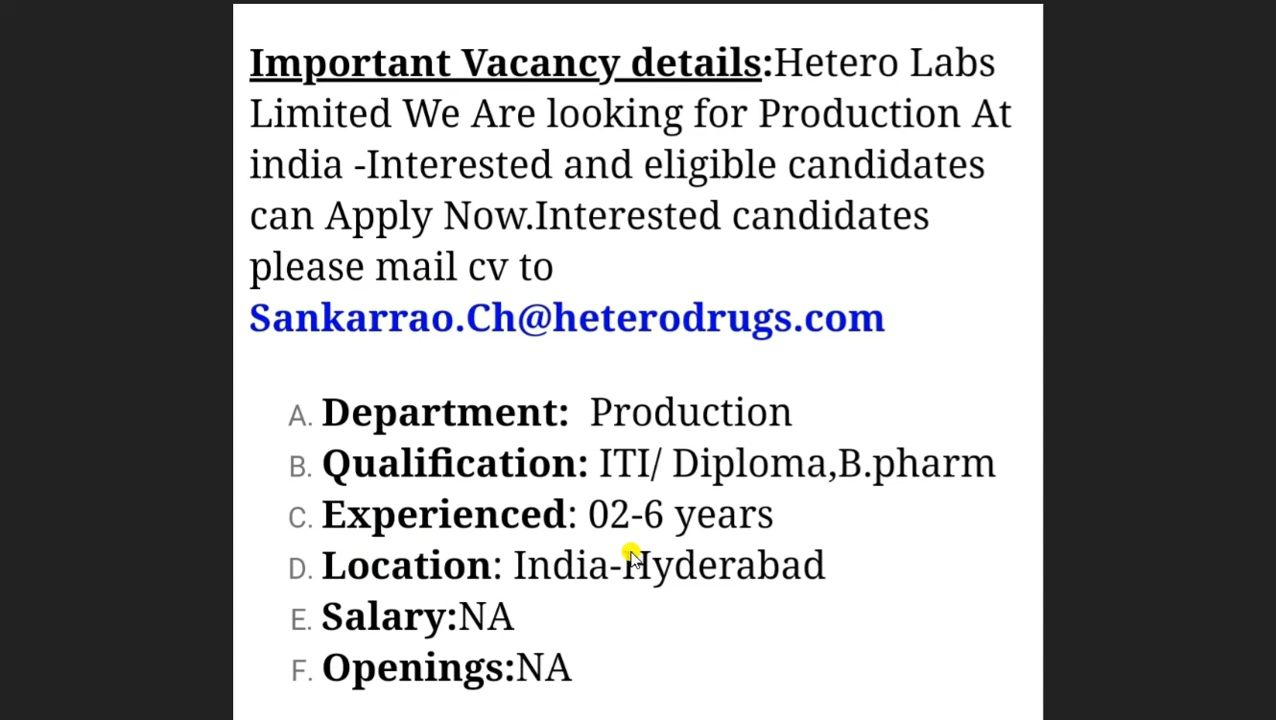 Important Vacancy details:Hetero Labs
Limited We Are looking for Production At
india -Interested and eligible candidates
can Apply Now.Interested candidates
please mail cv to
Sankarrao.Ch@heterodrugs.com
A. Department:  Production
B. Qualification: ITI/ Diploma,B.pharm
C. Experienced: 02-6 years
D. Location: India-Hyderabad
E. Salary:NA
F. Openings:NA